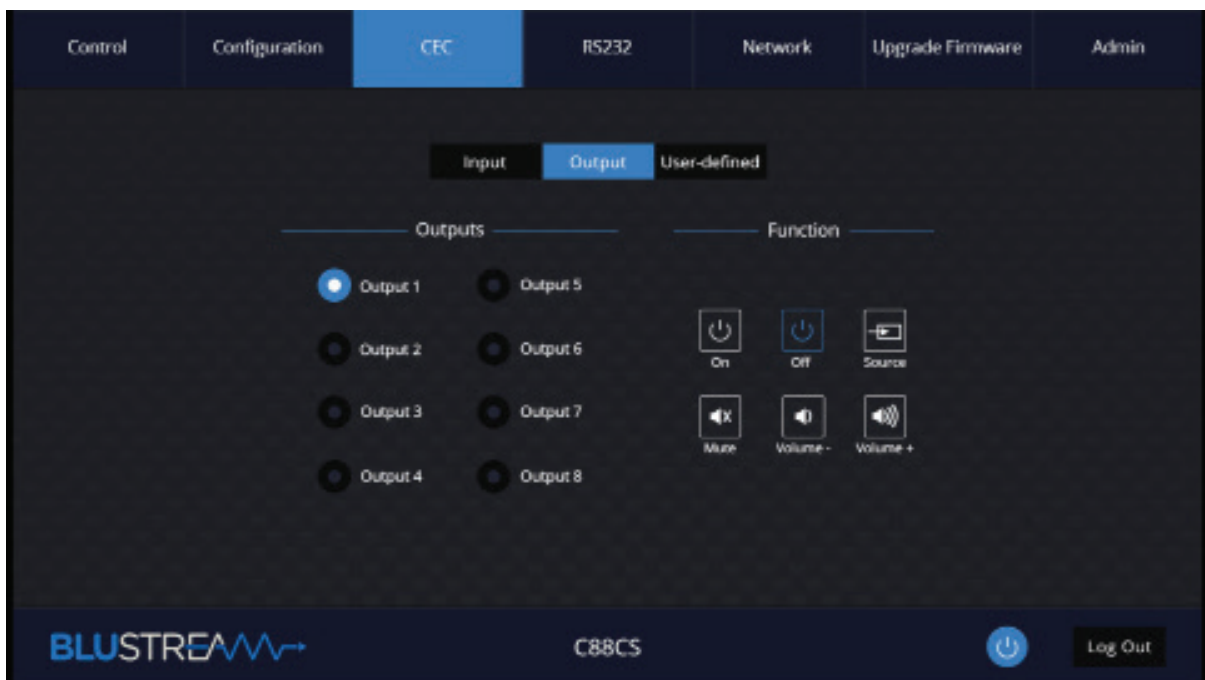 Control Configuration CEC RS232 Network Upgrade Firmware Admin
Input Output User-defined
Outputs
Output 1 Output 5
Output 2 Output 6
Output 3 Output 7
Output 4 Output 8
Function
On Off Source
Mute Volume - Volume +
BLUSTREAM C88CS Log Out